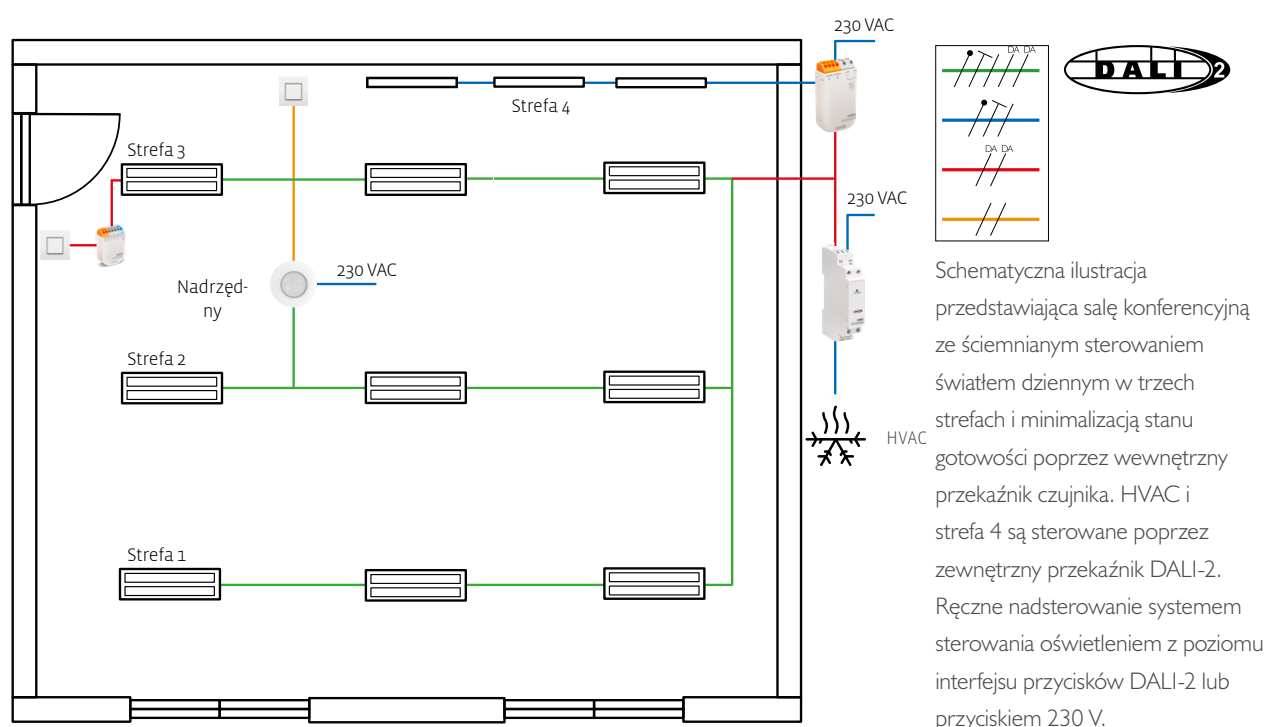 230 VAC
DA DA
DALI 2
Strefa 4
Strefa 3
DA DA
230 VAC
230 VAC
Nadrzęd-
ny
Strefa 2
HVAC
Strefa 1
Schematyczna ilustracja
przedstawiająca salę konferencyjną
ze ściemnianym sterowaniem
światłem dziennym w trzech
strefach i minimalizacją stanu
gotowości poprzez wewnętrzny
przekaźnik czujnika. HVAC i
strefa 4 są sterowane poprzez
zewnętrzny przekaźnik DALI-2.
Ręczne nadsterowanie systemem
sterowania oświetleniem z poziomu
interfejsu przycisków DALI-2 lub
przyciskiem 230 V.